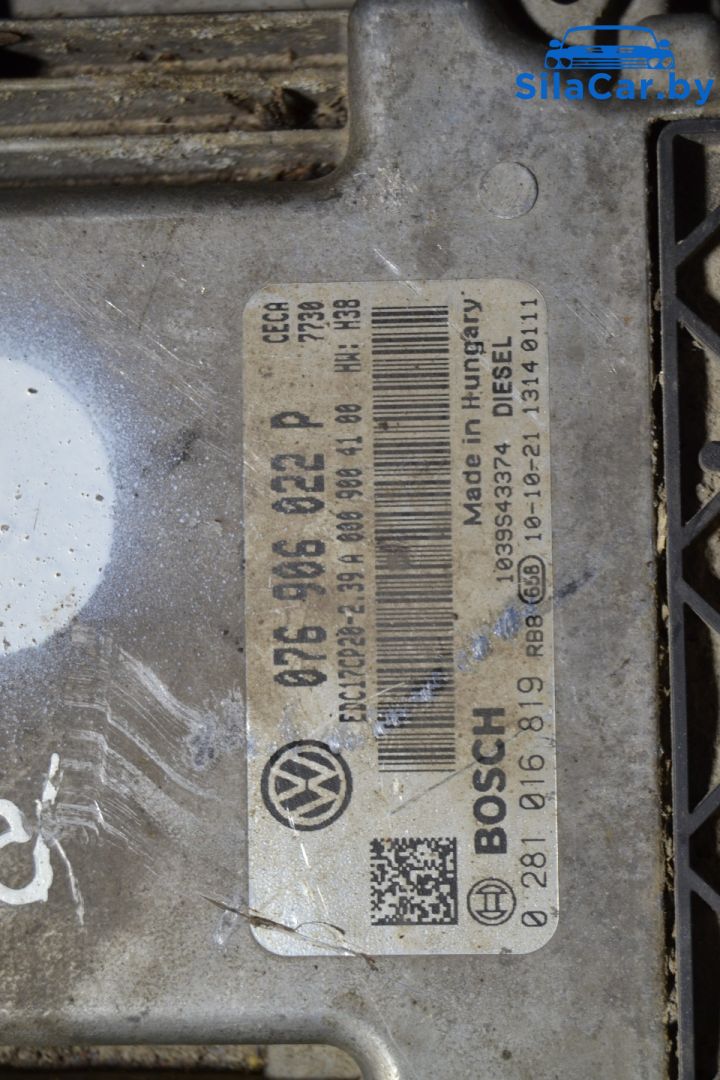 SilaCar.by
CECA
7730
076 906 022 P
EDC17CP20-2.39 A 000 900 41 00 HW: H38
Made in Hungary
BOSCH
1039S43374 DIESEL
0 281 016 819 RB8 638 10-10-21 1314 0111